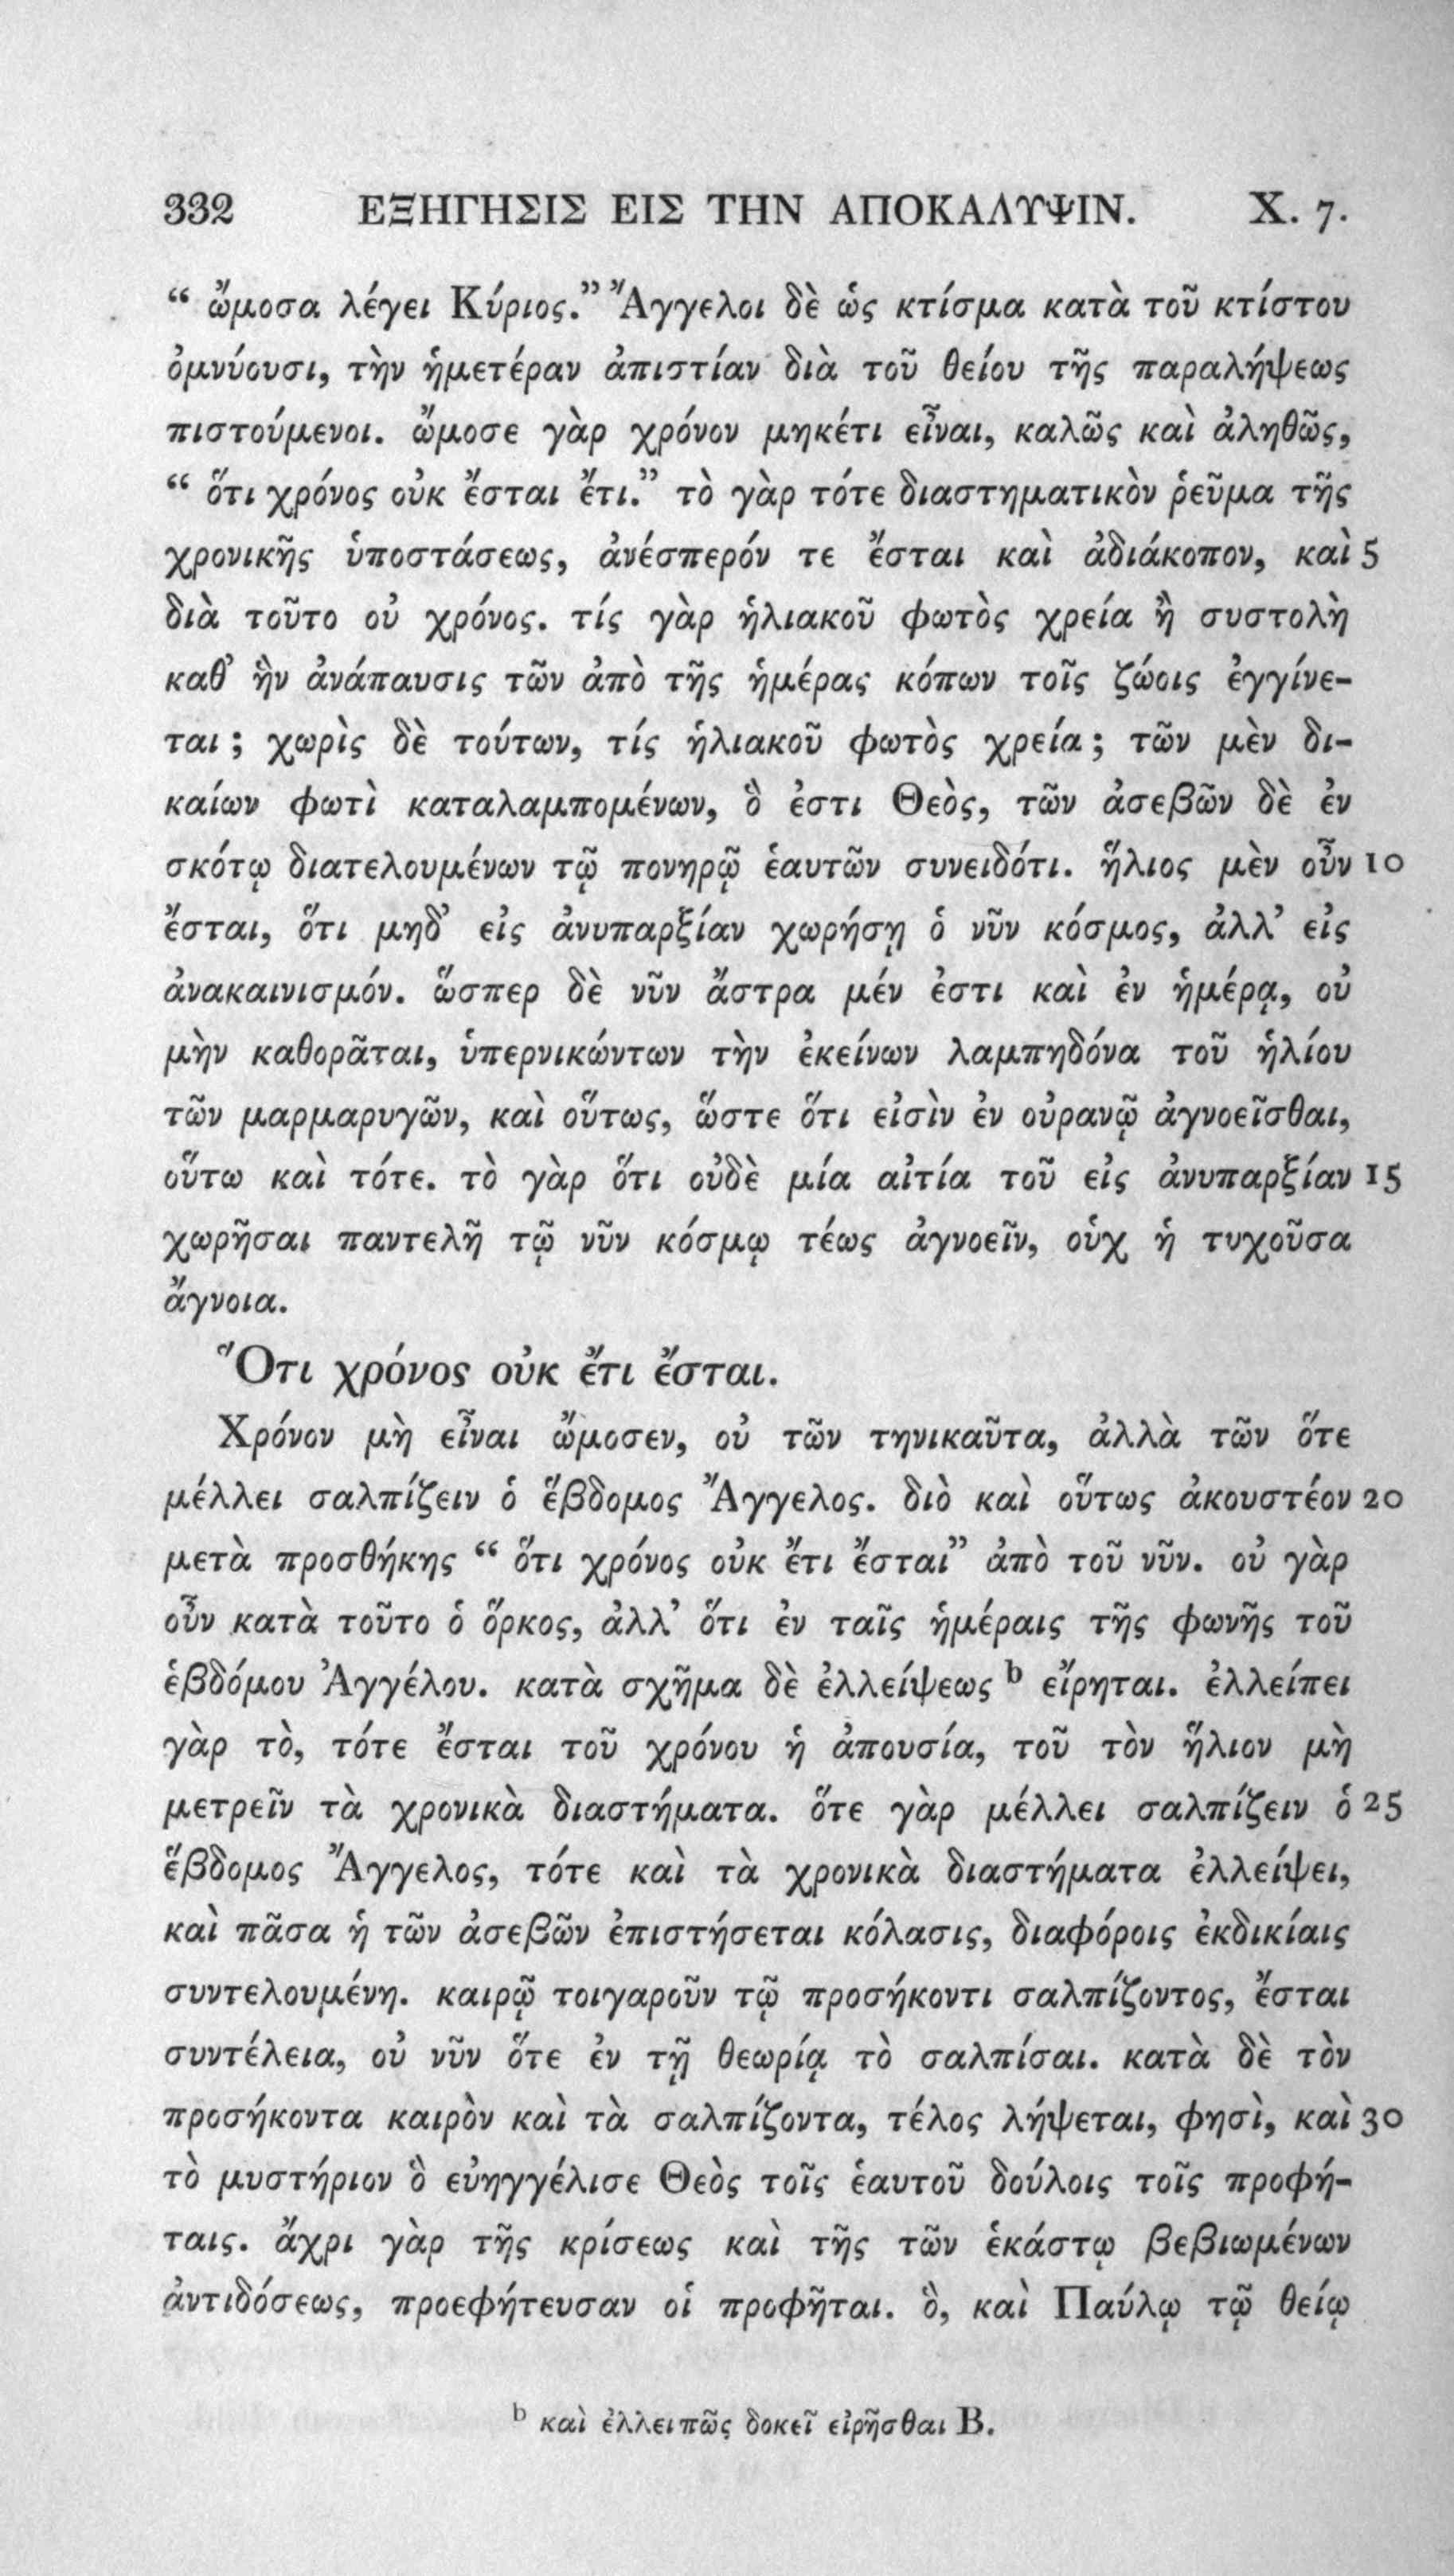 332 ΕΞΗΓΗΣΙΣ ΕΙΣ ΤΗΝ ΑΠΟΚΑΛΥΨΙΝ. X. 7.
“ ὤμοσα λέγει Κύριος.” Ἄγγελοι δὲ ὡς κτίσμα κατὰ τοῦ κτίστου
ὀμνύουσι, τὴν ἡμετέραν ἀπιστίαν διὰ τοῦ θείου τῆς παραλήψεως
πιστούμενοι. ὤμοσε γὰρ χρόνον μηκέτι εἶναι, καλῶς καὶ ἀληθῶς,
“ ὅτι χρόνος οὐκ ἔσται ἔτι.” τὸ γὰρ τότε διαστηματικὸν ῥεῦμα τῆς
χρονικῆς ὑποστάσεως, ἀνέσπερόν τε ἔσται καὶ ἀδιάκοπον, καὶ 5
διὰ τοῦτο οὐ χρόνος. τίς γὰρ ἡλιακοῦ φωτὸς χρεία ἢ συστολὴ
καθ’ ἣν ἀνάπαυσις τῶν ἀπὸ τῆς ἡμέρας κόπων τοῖς ζώοις ἐγγίνε-
ται ; χωρὶς δὲ τούτων, τίς ἡλιακοῦ φωτὸς χρεία ; τῶν μὲν δι-
καίων φωτὶ καταλαμπομένων, ὅ ἐστι Θεὸς, τῶν ἀσεβῶν δὲ ἐν
σκότῳ διατελουμένων τῷ πονηρῷ ἑαυτῶν συνειδότι. ἥλιος μὲν οὖν 10
ἔσται, ὅτι μηδ’ εἰς ἀνυπαρξίαν χωρήσῃ ὁ νῦν κόσμος, ἀλλ’ εἰς
ἀνακαινισμόν. ὥσπερ δὲ νῦν ἄστρα μέν ἐστι καὶ ἐν ἡμέρᾳ, οὐ
μὴν καθορᾶται, ὑπερνικώντων τὴν ἐκείνων λαμπηδόνα τοῦ ἡλίου
τῶν μαρμαρυγῶν, καὶ οὕτως, ὥστε ὅτι εἰσὶν ἐν οὐρανῷ ἀγνοεῖσθαι,
οὕτω καὶ τότε. τὸ γὰρ ὅτι οὐδὲ μία αἰτία τοῦ εἰς ἀνυπαρξίαν 15
χωρῆσαι παντελῆ τῷ νῦν κόσμῳ τέως ἀγνοεῖν, οὐχ ἡ τυχοῦσα
ἄγνοια.
Ὅτι χρόνος οὐκ ἔτι ἔσται.
Χρόνον μὴ εἶναι ὤμοσεν, οὐ τῶν τηνικαῦτα, ἀλλὰ τῶν ὅτε
μέλλει σαλπίζειν ὁ ἕβδομος Ἄγγελος. διὸ καὶ οὕτως ἀκουστέον 20
μετὰ προσθήκης “ ὅτι χρόνος οὐκ ἔτι ἔσται” ἀπὸ τοῦ νῦν. οὐ γὰρ
οὖν κατὰ τοῦτο ὁ ὅρκος, ἀλλ’ ὅτι ἐν ταῖς ἡμέραις τῆς φωνῆς τοῦ
ἑβδόμου Ἀγγέλου. κατὰ σχῆμα δὲ ἐλλείψεως b εἴρηται. ἐλλείπει
γὰρ τὸ, τότε ἔσται τοῦ χρόνου ἡ ἀπουσία, τοῦ τὸν ἥλιον μὴ
μετρεῖν τὰ χρονικὰ διαστήματα. ὅτε γὰρ μέλλει σαλπίζειν ὁ 25
ἕβδομος Ἄγγελος, τότε καὶ τὰ χρονικὰ διαστήματα ἐλλείψει,
καὶ πᾶσα ἡ τῶν ἀσεβῶν ἐπιστήσεται κόλασις, διαφόροις ἐκδικίαις
συντελουμένη. καιρῷ τοιγαροῦν τῷ προσήκοντι σαλπίζοντος, ἔσται
συντέλεια, οὐ νῦν ὅτε ἐν τῇ θεωρίᾳ τὸ σαλπίσαι. κατὰ δὲ τὸν
προσήκοντα καιρὸν καὶ τὰ σαλπίζοντα, τέλος λήψεται, φησὶ, καὶ 30
τὸ μυστήριον ὃ εὐηγγέλισε Θεὸς τοῖς ἑαυτοῦ δούλοις τοῖς προφή-
ταις. ἄχρι γὰρ τῆς κρίσεως καὶ τῆς τῶν ἑκάστῳ βεβιωμένων
ἀντιδόσεως, προεφήτευσαν οἱ προφῆται. ὃ, καὶ Παύλῳ τῷ θείῳ
b καὶ ἐλλειπῶς δοκεῖ εἰρῆσθαι B.